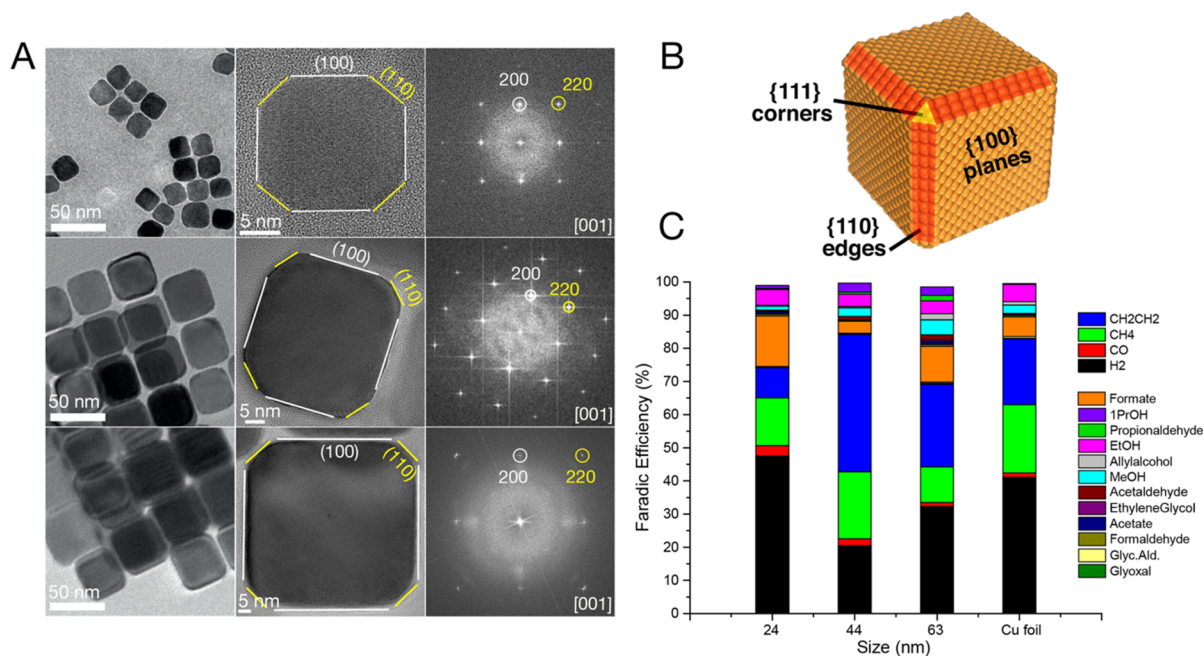 A
(100)
(110)
200
220
50 nm
5 nm
[001]
(100)
(110)
200
220
50 nm
5 nm
[001]
(100)
(110)
200
220
50 nm
5 nm
[001]
B
{111}
corners
{100}
planes
{110}
edges
C
100
90
80
70
60
50
40
30
20
10
0
Faradic Efficiency (%)
24
44
63
Cu foil
Size (nm)
CH2CH2
CH4
CO
H2
Formate
1PrOH
Propionaldehyde
EtOH
Allylalcohol
MeOH
Acetaldehyde
EthyleneGlycol
Acetate
Formaldehyde
Glyc.Ald.
Glyoxal